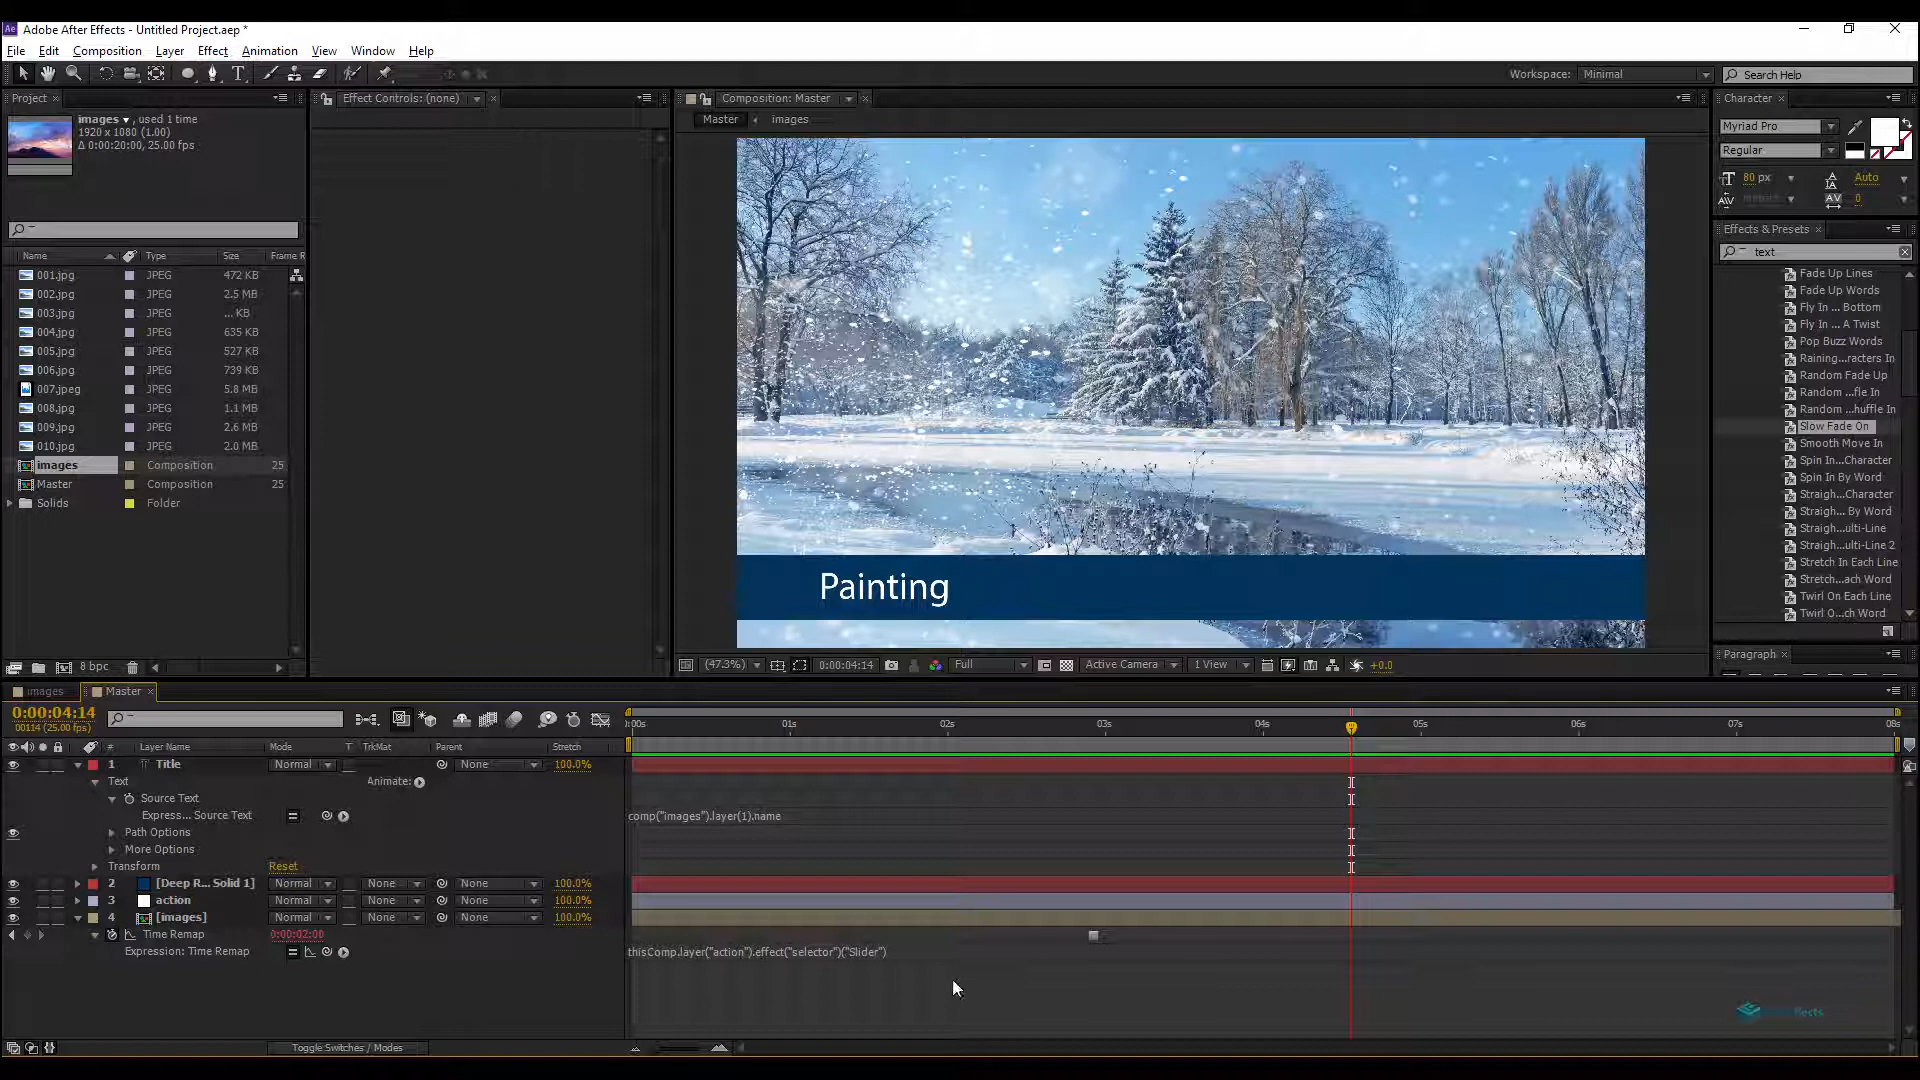 Ae Adobe After Effects - Untitled Project.aep *
File Edit Composition Layer Effect Animation View Window Help
Workspace: Minimal Search Help
Project
images , used 1 time
1920 x 1080 (1.00)
Δ 0:00:20:00, 25.00 fps
Name Type Size Frame R
001.jpg JPEG 472 KB
002.jpg JPEG 2.5 MB
003.jpg JPEG ... KB
004.jpg JPEG 635 KB
005.jpg JPEG 527 KB
006.jpg JPEG 739 KB
007.jpeg JPEG 5.8 MB
008.jpg JPEG 1.1 MB
009.jpg JPEG 2.6 MB
010.jpg JPEG 2.0 MB
images Composition 25
Master Composition 25
Solids Folder
8 bpc
Effect Controls: (none)
Composition: Master
Master images
Painting
(47.3%) 0:00:04:14 Full Active Camera 1 View +0.0
Character
Myriad Pro
Regular
80 px Auto
0
Effects & Presets
text
Fade Up Lines
Fade Up Words
Fly In ... Bottom
Fly In ... A Twist
Pop Buzz Words
Raining...racters In
Random Fade Up
Random ...fle In
Random ...huffle In
Slow Fade On
Smooth Move In
Spin In...Character
Spin In By Word
Straigh...Character
Straigh... By Word
Straigh...ulti-Line
Straigh...ulti-Line 2
Stretch In Each Line
Stretch...ach Word
Twirl On Each Line
Twirl O...ch Word
Paragraph
images Master
0:00:04:14
00114 (25.00 fps)
:00s 01s 02s 03s 04s 05s 06s 07s 08s
# Layer Name Mode T TrkMat Parent Stretch
1 T Title Normal None 100.0%
Text Animate:
Source Text
Express... Source Text comp("images").layer(1).name
Path Options
More Options
Transform Reset
2 [Deep R... Solid 1] Normal None None 100.0%
3 action Normal None None 100.0%
4 [images] Normal None None 100.0%
Time Remap 0:00:02:00
Expression: Time Remap thisComp.layer("action").effect("selector")("Slider")
Toggle Switches / Modes